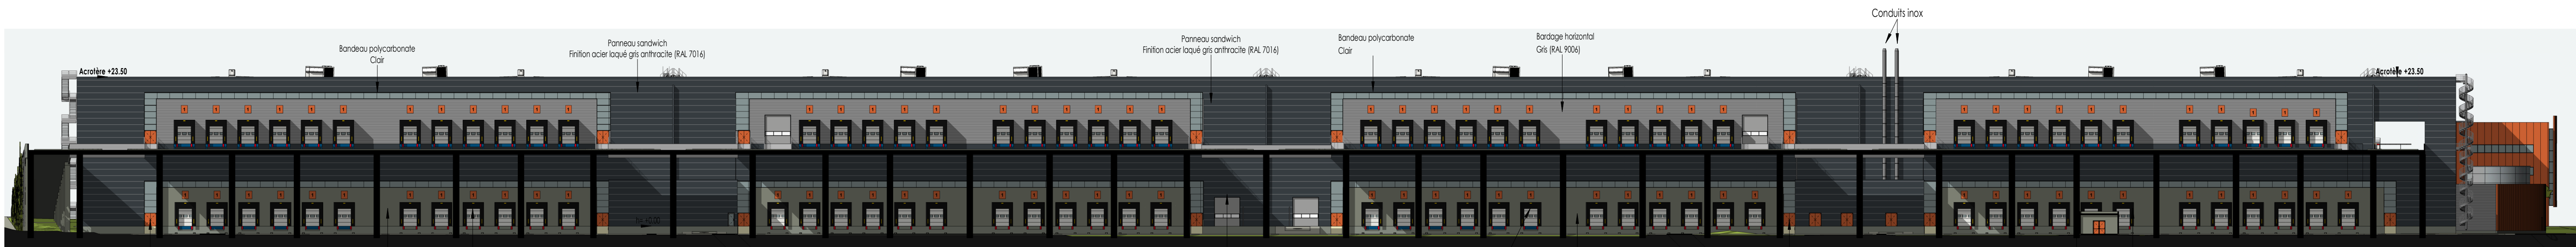 Conduits inox
Bandeau polycarbonate
Clair
Panneau sandwich
Finition acier laqué gris anthracite (RAL 7016)
Panneau sandwich
Finition acier laqué gris anthracite (RAL 7016)
Bandeau polycarbonate
Clair
Bardage horizontal
Gris (RAL 9006)
Acrotère +23.50
Acrotère +23.50